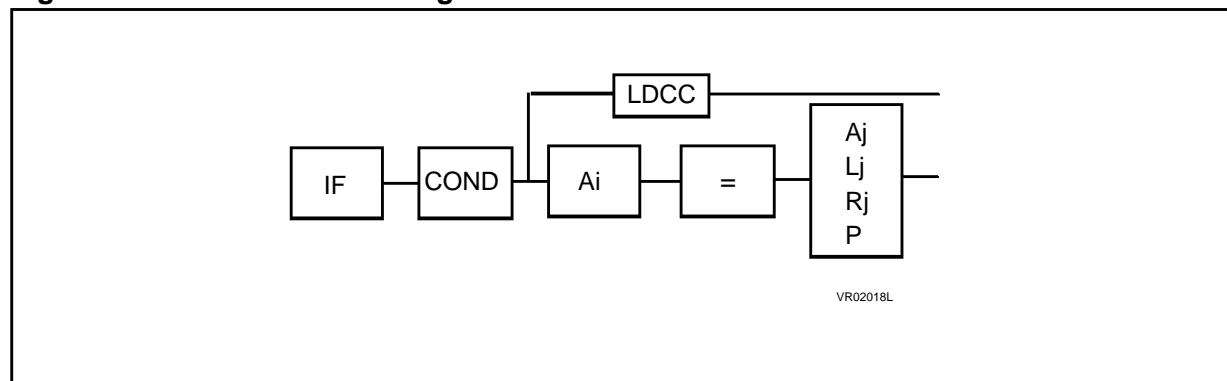 LDCC
IF
COND
Ai
=
Aj
Lj
Rj
P
VR02018L